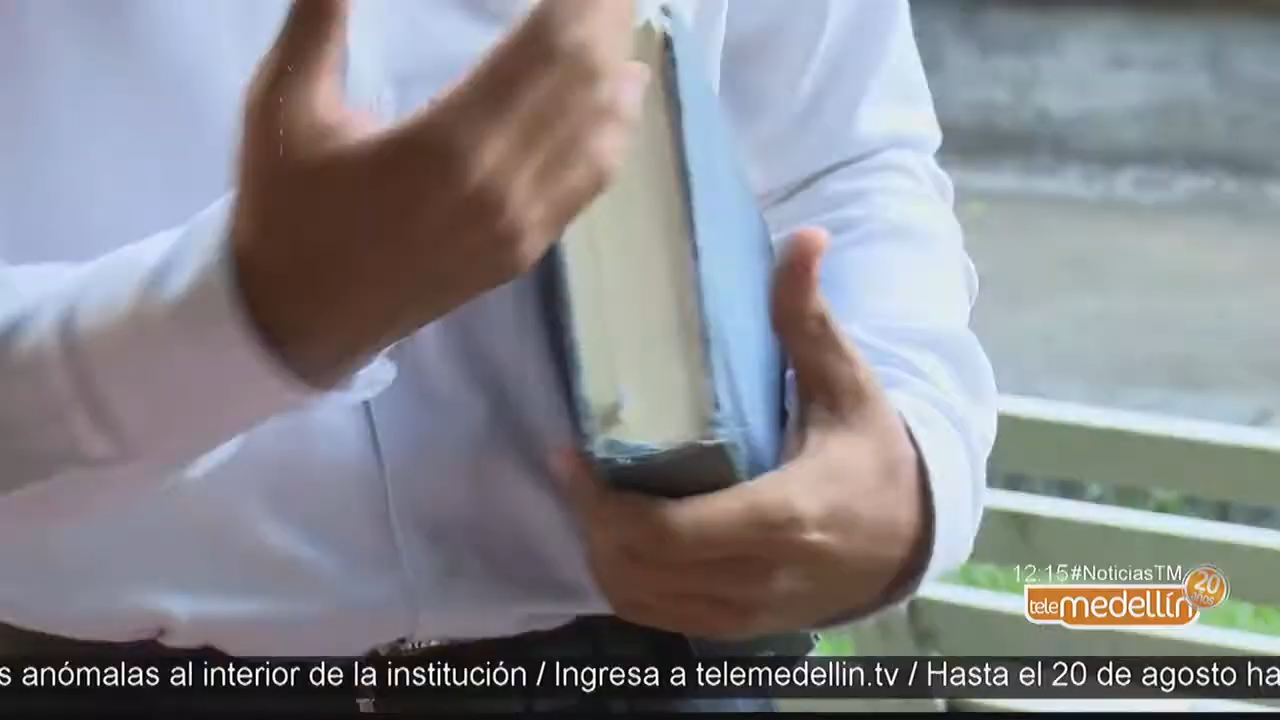 12:15#NoticiasTM
telemedellín
20 años
s anómalas al interior de la institución / Ingresa a telemedellin.tv / Hasta el 20 de agosto ha